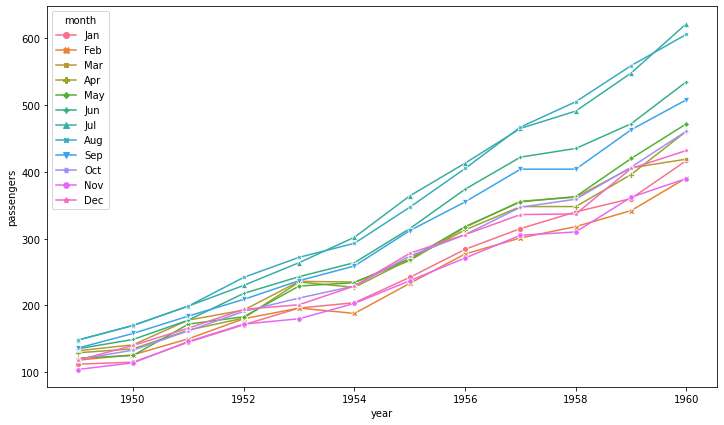 month
Jan
Feb
Mar
Apr
May
Jun
Jul
Aug
Sep
Oct
Nov
Dec
600
500
400
300
200
100
passengers
1950 1952 1954 1956 1958 1960
year